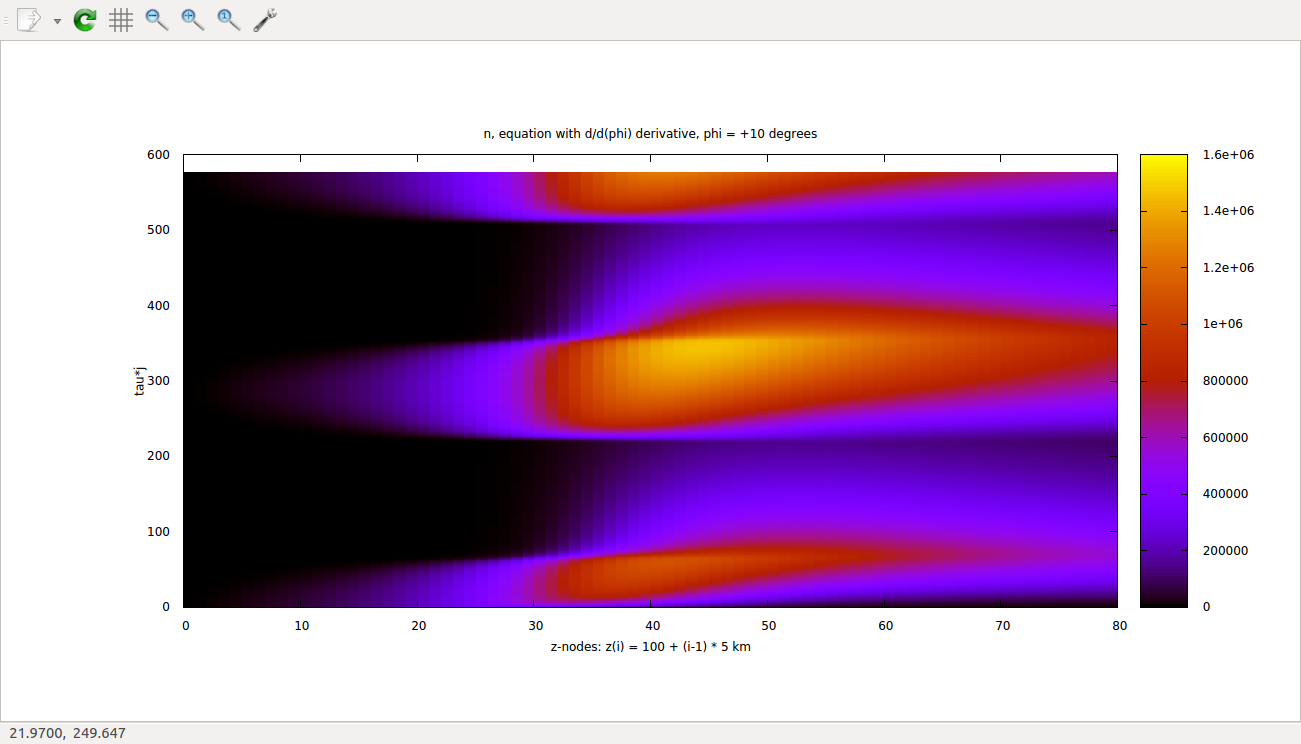 n, equation with d/d(phi) derivative, phi = +10 degrees
600
500
400
300
200
100
0
tau*j
0 10 20 30 40 50 60 70 80
z-nodes: z(i) = 100 + (i-1) * 5 km
1.6e+06
1.4e+06
1.2e+06
1e+06
800000
600000
400000
200000
0
21.9700, 249.647